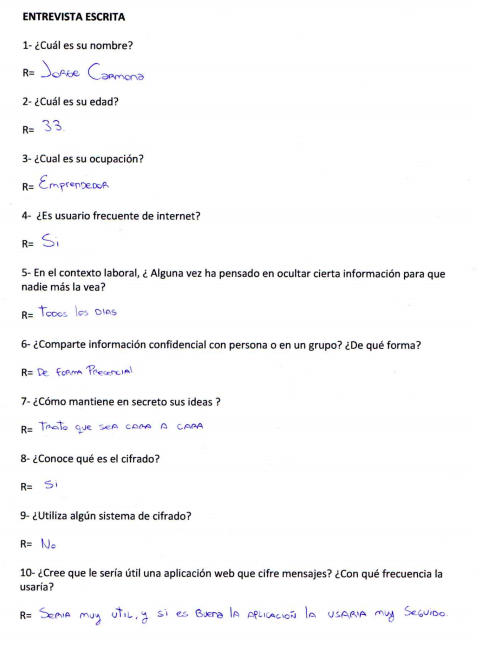 ENTREVISTA ESCRITA
1- ¿Cuál es su nombre?
R= Jorge Carmona
2- ¿Cuál es su edad?
R= 33.
3- ¿Cual es su ocupación?
R= Emprendedor
4- ¿Es usuario frecuente de internet?
R= Si
5- En el contexto laboral, ¿ Alguna vez ha pensado en ocultar cierta información para que
nadie más la vea?
R= Todos los dias
6- ¿Comparte información confidencial con persona o en un grupo? ¿De qué forma?
R= De forma Precencial
7- ¿Cómo mantiene en secreto sus ideas ?
R= Trato que sea cara a cara
8- ¿Conoce qué es el cifrado?
R= Si
9- ¿Utiliza algún sistema de cifrado?
R= No
10- ¿Cree que le sería útil una aplicación web que cifre mensajes? ¿Con qué frecuencia la
usaría?
R= Seria muy util, y si es Buena la aplicación la usaria muy seguido.